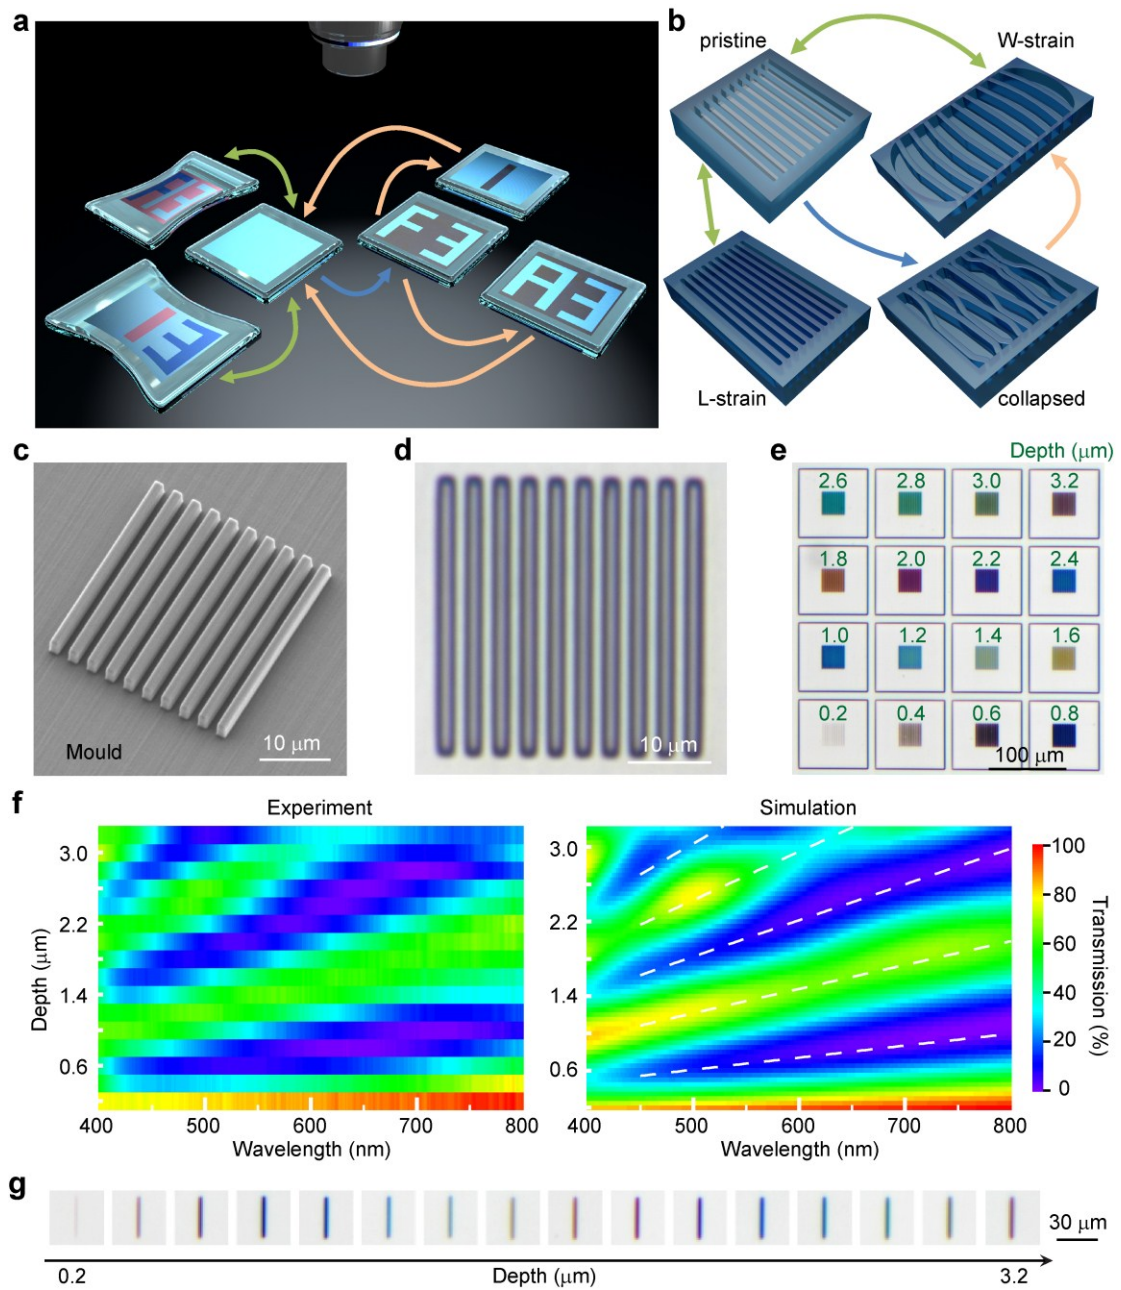 a
b
pristine
W-strain
F3
A3
L-strain
collapsed
c
d
e
Depth (μm)
2.6 2.8 3.0 3.2
1.8 2.0 2.2 2.4
1.0 1.2 1.4 1.6
0.2 0.4 0.6 0.8
Mould
10 μm
10 μm
100 μm
f
Experiment
Simulation
3.0
2.2
1.4
0.6
Depth (μm)
400 500 600 700 800
Wavelength (nm)
3.0
2.2
1.4
0.6
400 500 600 700 800
Wavelength (nm)
100
80
60
40
20
0
Transmission (%)
g
30 μm
0.2
Depth (μm)
3.2